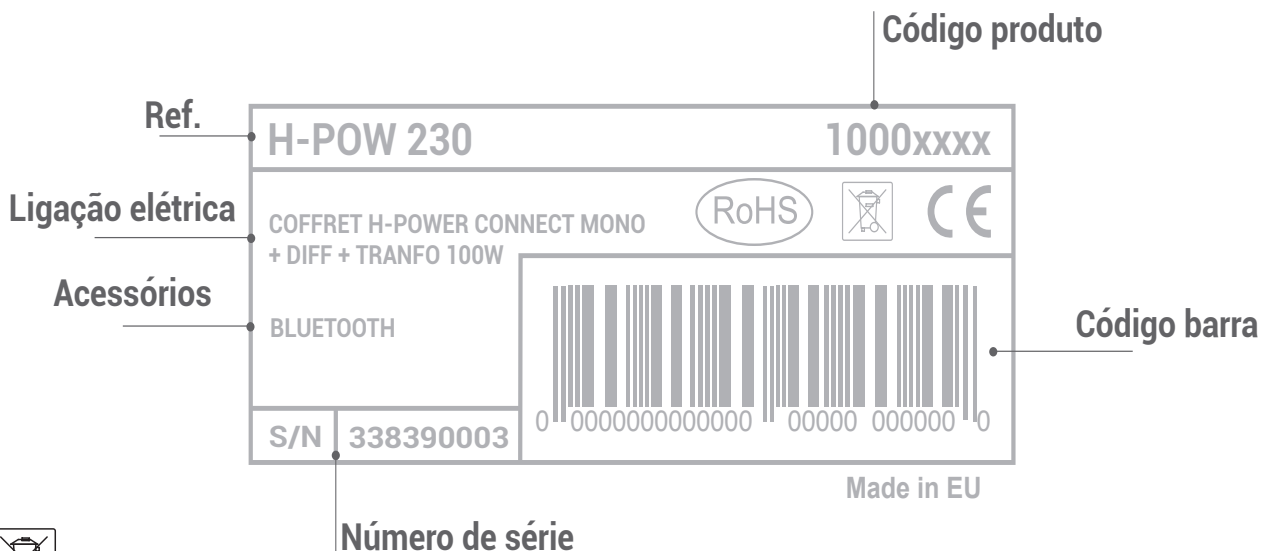 Código produto
Ref.
H-POW 230
1000xxxx
Ligação elétrica
COFFRET H-POWER CONNECT MONO
+ DIFF + TRANFO 100W
RoHS
CE
Acessórios
BLUETOOTH
Código barra
S/N
338390003
0 0000000000000 00000 000000 0
Made in EU
Número de série